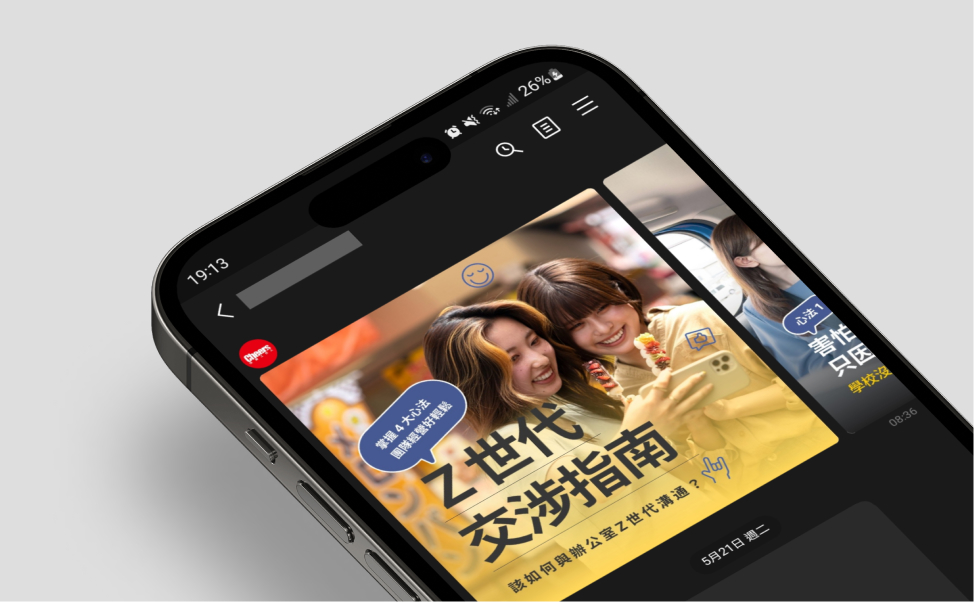 19:13
26%
Cheers
掌握 4 大心法
團隊經營好輕鬆
Z世代
交涉指南
該如何與辦公室Z世代溝通?
心法 1
害怕
只因
學校沒
08:36
5月21日 週二